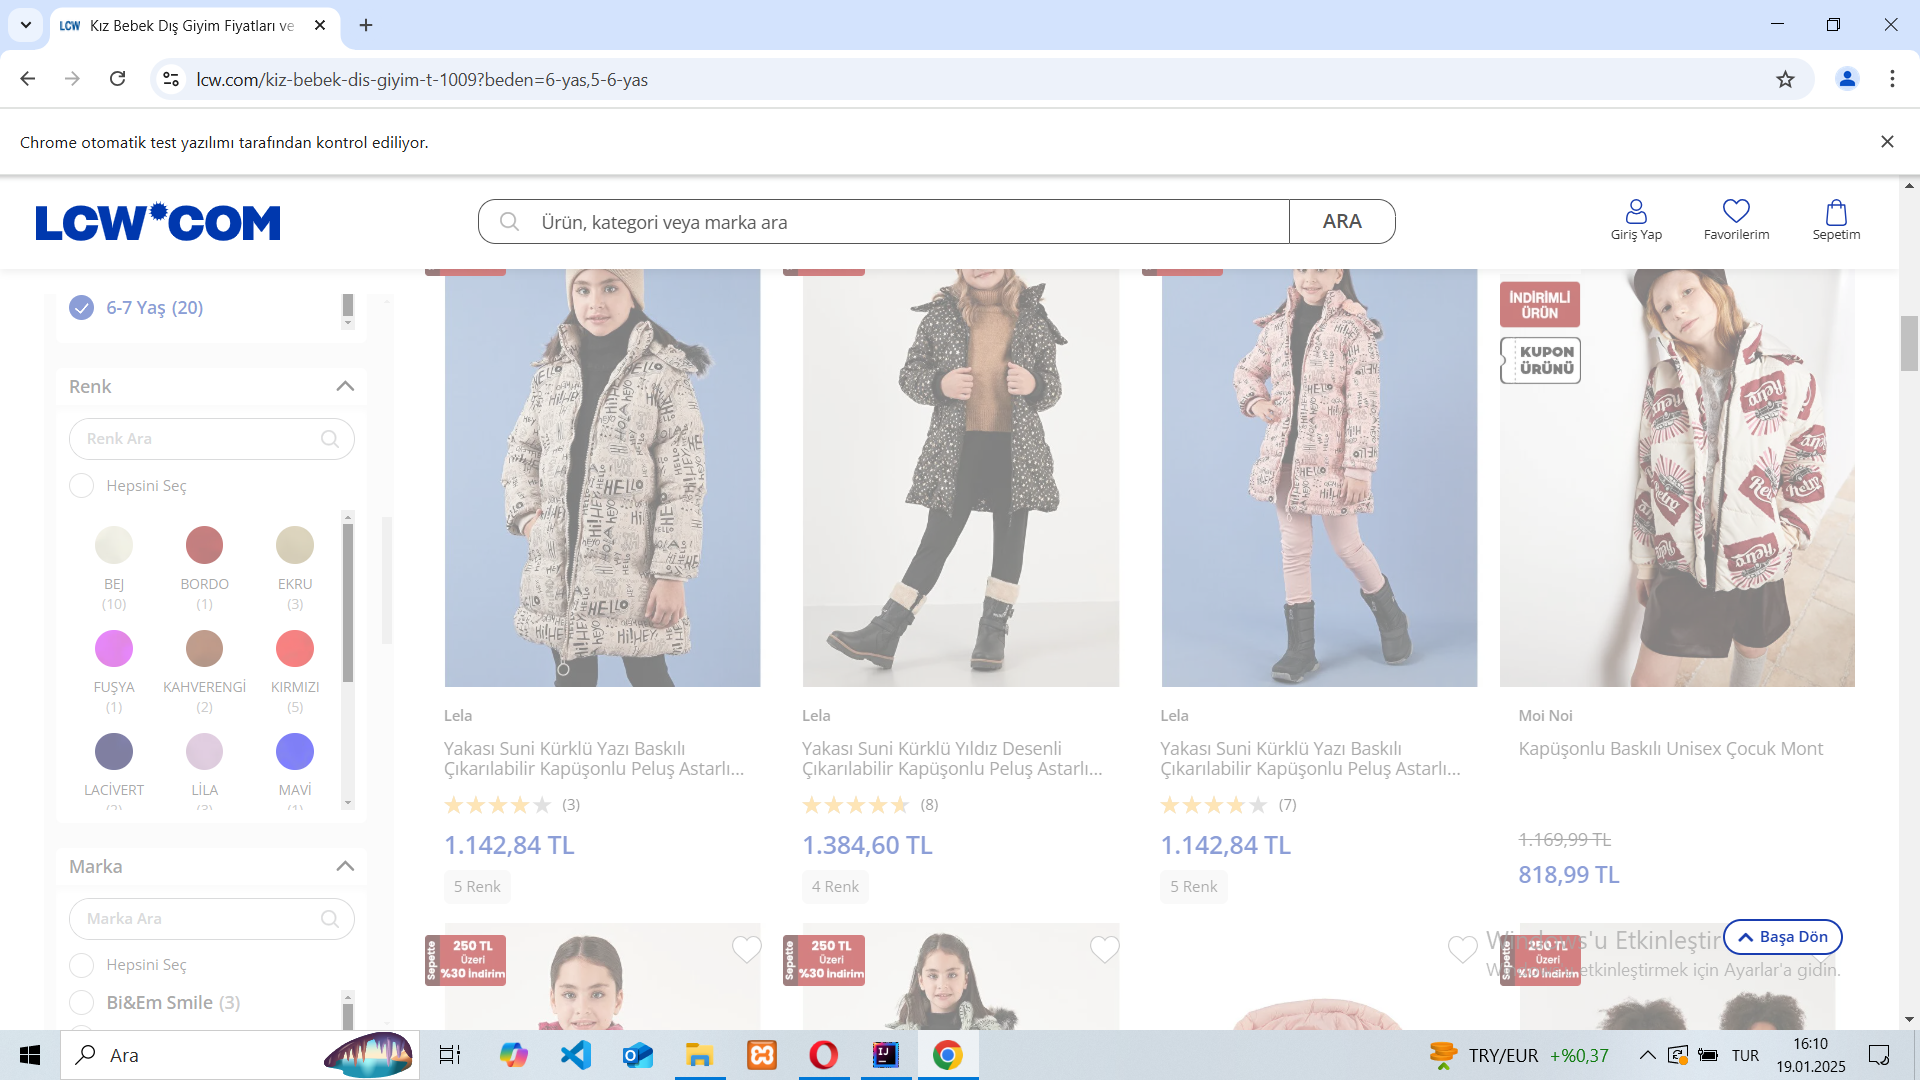 LCW Kız Bebek Dış Giyim Fiyatları ve
lcw.com/kiz-bebek-dis-giyim-t-1009?beden=6-yas,5-6-yas
Chrome otomatik test yazılımı tarafından kontrol ediliyor.
LCW COM
Ürün, kategori veya marka ara
ARA
Giriş Yap
Favorilerim
Sepetim
6-7 Yaş (20)
Renk
Renk Ara
Hepsini Seç
BEJ
(10)
BORDO
(1)
EKRU
(3)
FUŞYA
(1)
KAHVERENGİ
(2)
KIRMIZI
(5)
LACİVERT
(2)
LİLA
(3)
MAVİ
(1)
Marka
Marka Ara
Hepsini Seç
Bi&Em Smile (3)
İNDİRİMLİ
ÜRÜN
KUPON
ÜRÜNÜ
Lela
Yakası Suni Kürklü Yazı Baskılı
Çıkarılabilir Kapüşonlu Peluş Astarlı...
(3)
1.142,84 TL
5 Renk
Lela
Yakası Suni Kürklü Yıldız Desenli
Çıkarılabilir Kapüşonlu Peluş Astarlı...
(8)
1.384,60 TL
4 Renk
Lela
Yakası Suni Kürklü Yazı Baskılı
Çıkarılabilir Kapüşonlu Peluş Astarlı...
(7)
1.142,84 TL
5 Renk
Moi Noi
Kapüşonlu Baskılı Unisex Çocuk Mont
1.169,99 TL
818,99 TL
Sepette
250 TL
Üzeri
%30 İndirim
Sepette
250 TL
Üzeri
%30 İndirim
Sepette
250 TL
Üzeri
%10 İndirim
Başa Dön
Windows'u Etkinleştir
etkinleştirmek için Ayarlar'a gidin.
Ara
TRY/EUR +%0,37
TUR
16:10
19.01.2025